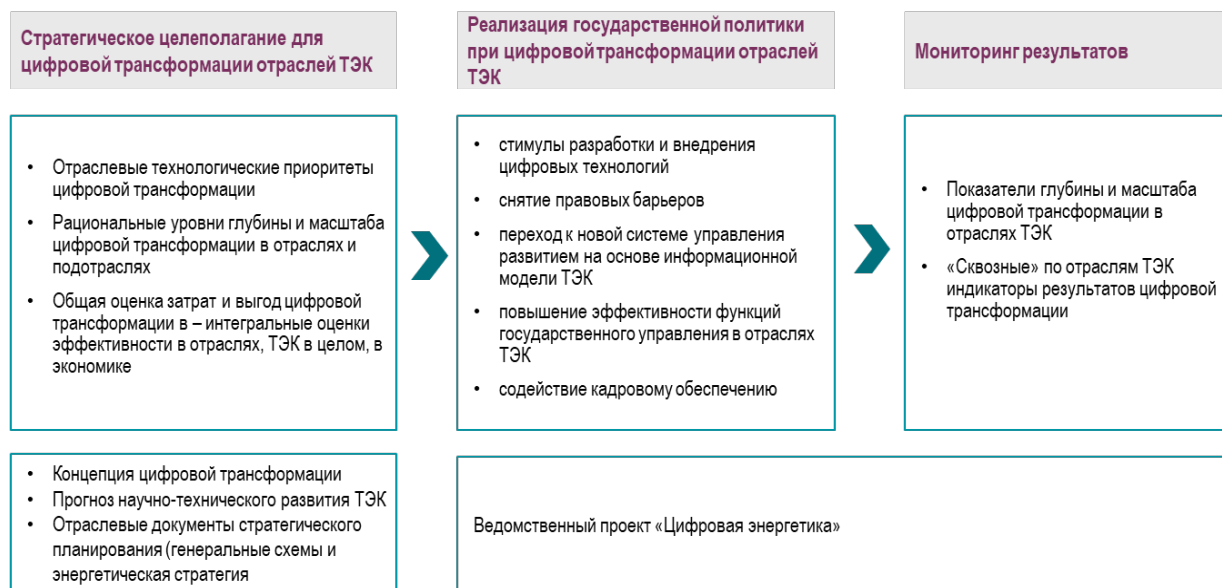 Стратегическое целеполагание для
цифровой трансформации отраслей ТЭК
Реализация государственной политики
при цифровой трансформации отраслей
ТЭК
Мониторинг результатов
• Отраслевые технологические приоритеты
цифровой трансформации
• Рациональные уровни глубины и масштаба
цифровой трансформации в отраслях и
подотраслях
• Общая оценка затрат и выгод цифровой
трансформации в – интегральные оценки
эффективности в отраслях, ТЭК в целом, в
экономике
• стимулы разработки и внедрения
цифровых технологий
• снятие правовых барьеров
• переход к новой системе управления
развитием на основе информационной
модели ТЭК
• повышение эффективности функций
государственного управления в отраслях
ТЭК
• содействие кадровому обеспечению
• Показатели глубины и масштаба
цифровой трансформации в
отраслях ТЭК
• «Сквозные» по отраслям ТЭК
индикаторы результатов цифровой
трансформации
• Концепция цифровой трансформации
• Прогноз научно-технического развития ТЭК
• Отраслевые документы стратегического
планирования (генеральные схемы и
энергетическая стратегия
Ведомственный проект «Цифровая энергетика»